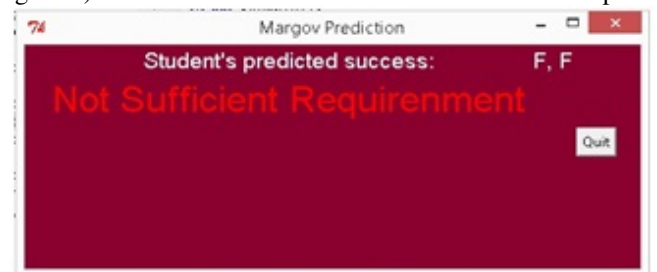 Margov Prediction
Student's predicted success: F, F
Not Sufficient Requirenment
Quit